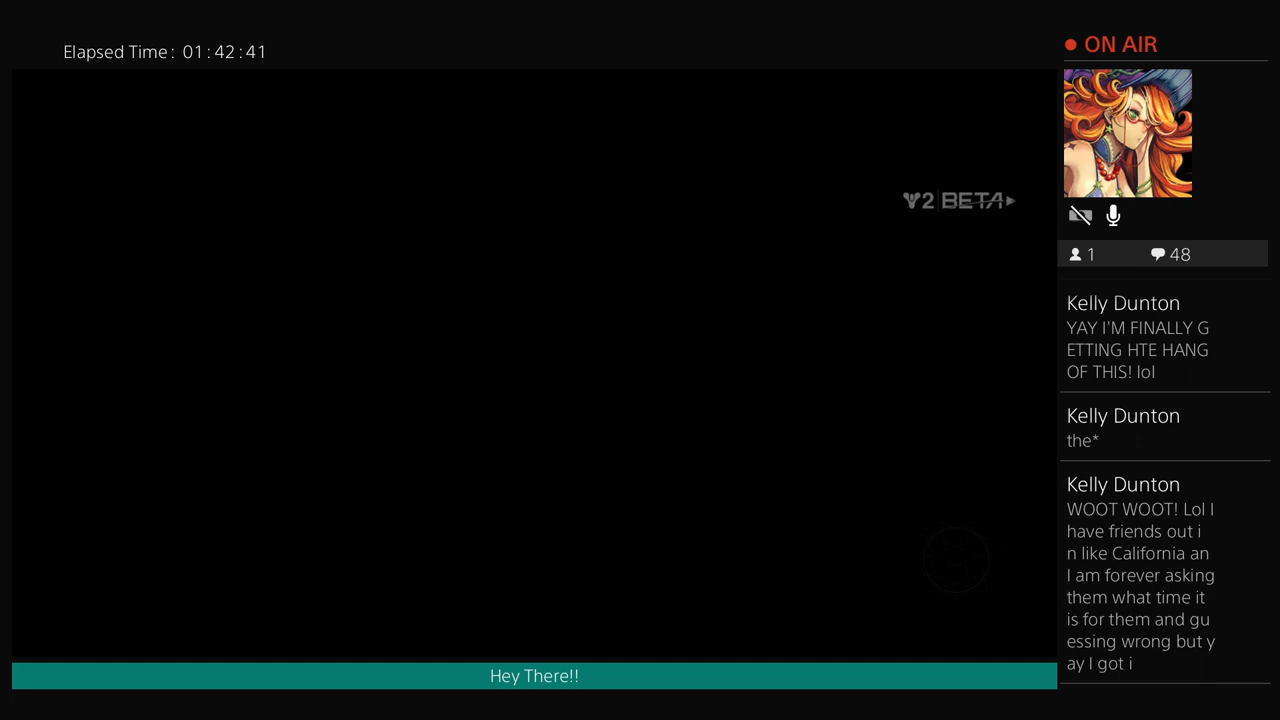 Elapsed Time: 01:42:41
ON AIR
2 BETA
1
48
Kelly Dunton
YAY I'M FINALLY G
ETTING HTE HANG
OF THIS! lol
Kelly Dunton
the*
Kelly Dunton
WOOT WOOT! Lol I
have friends out i
n like California an
I am forever asking
them what time it
is for them and gu
essing wrong but y
ay I got i
Hey There!!